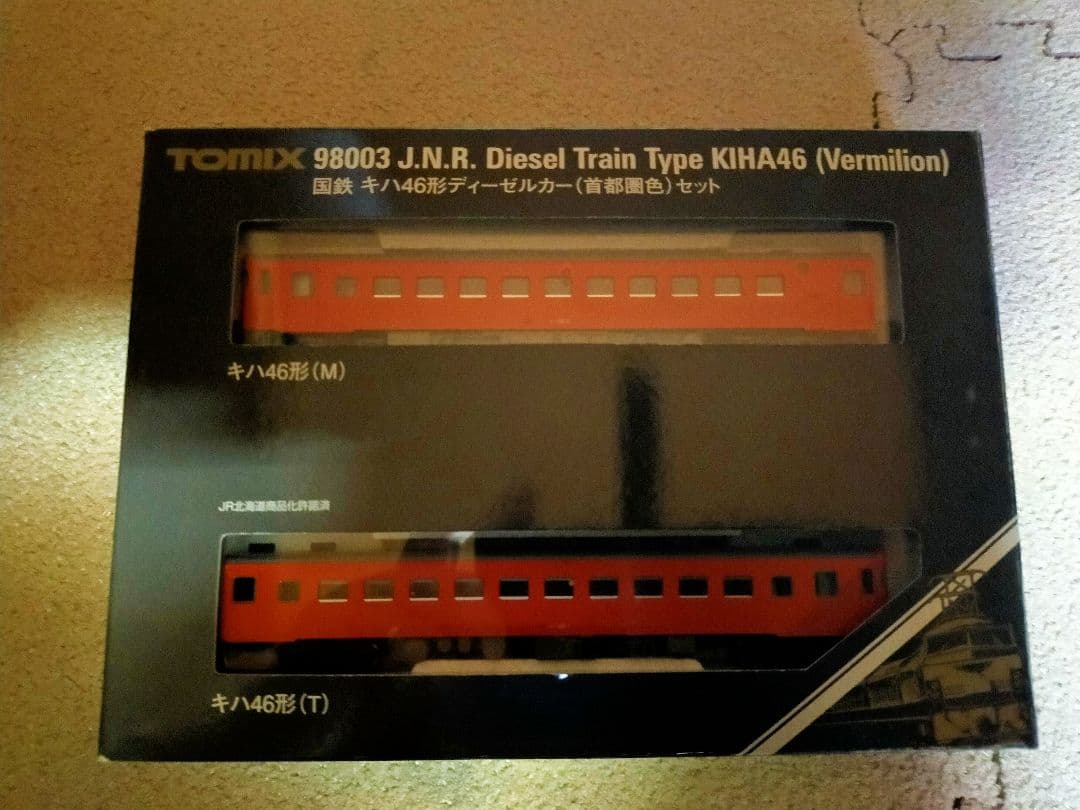 TOMIX 98003 J.N.R. Diesel Train Type KIHA46 (Vermilion)
国鉄 キハ46形ディーゼルカー(首都圏色)セット
キハ46形(M)
JR北海道商品化許諾済
キハ46形(T)